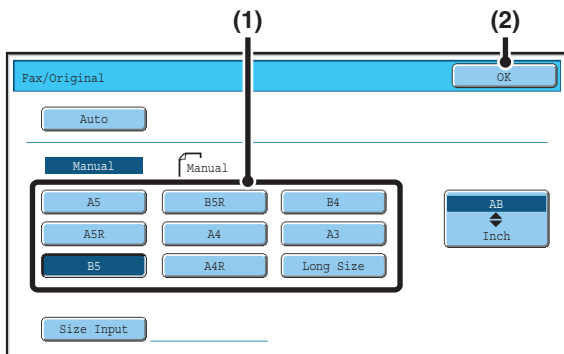 (1) (2)
Fax/Original OK
Auto
Manual Manual
A5 B5R B4 AB
A5R A4 A3 Inch
B5 A4R Long Size
Size Input